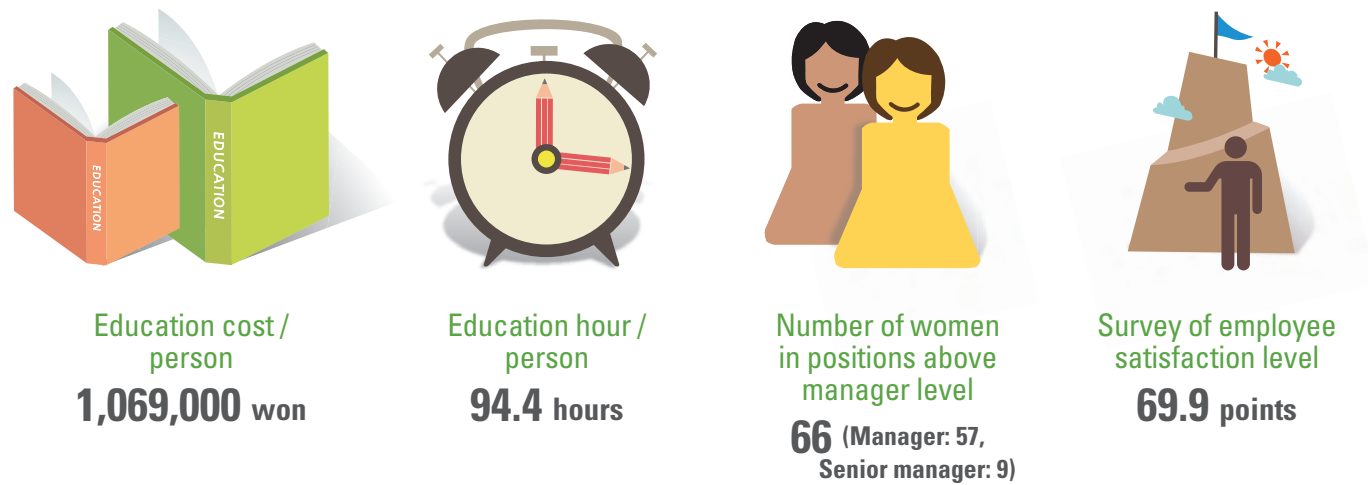 EDUCATION
EDUCATION
Education cost /
person
1,069,000 won
Education hour /
person
94.4 hours
Number of women
in positions above
manager level
66 (Manager: 57,
Senior manager: 9)
Survey of employee
satisfaction level
69.9 points